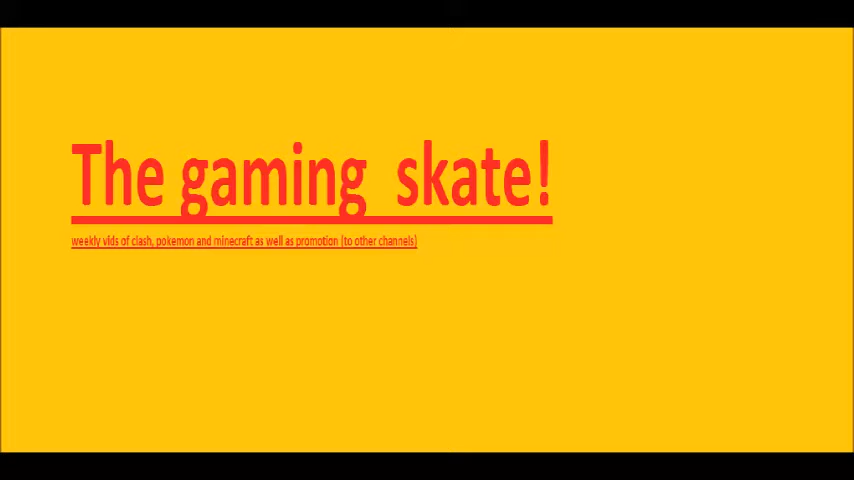 The gaming  skate!
weekly vids of clash, pokemon and minecraft as well as promotion (to other channels)